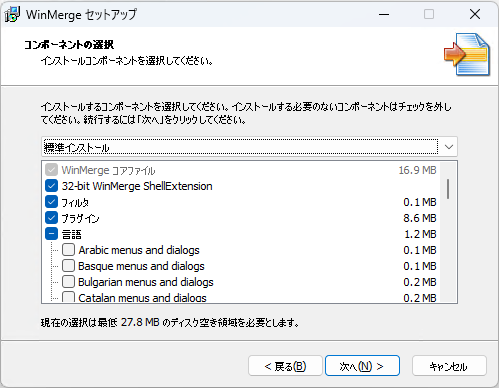 WinMerge セットアップ
コンポーネントの選択
インストールコンポーネントを選択してください。
インストールするコンポーネントを選択してください。インストールする必要のないコンポーネントはチェックを外し
てください。続行するには「次へ」をクリックしてください。
標準インストール
WinMerge コアファイル 16.9 MB
32-bit WinMerge ShellExtension
フィルタ 0.1 MB
プラグイン 8.6 MB
言語 1.2 MB
Arabic menus and dialogs 0.1 MB
Basque menus and dialogs 0.1 MB
Bulgarian menus and dialogs 0.2 MB
Catalan menus and dialogs 0.2 MB
現在の選択は最低 27.8 MB のディスク空き領域を必要とします。
< 戻る(B) 次へ(N) > キャンセル